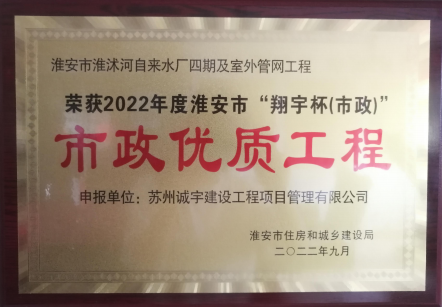 淮安市淮沭河自来水厂四期及室外管网工程
荣获2022年度淮安市“翔宇杯(市政)”
市政优质工程
申报单位：苏州诚宇建设工程项目管理有限公司
淮安市住房和城乡建设局
二〇二二年九月